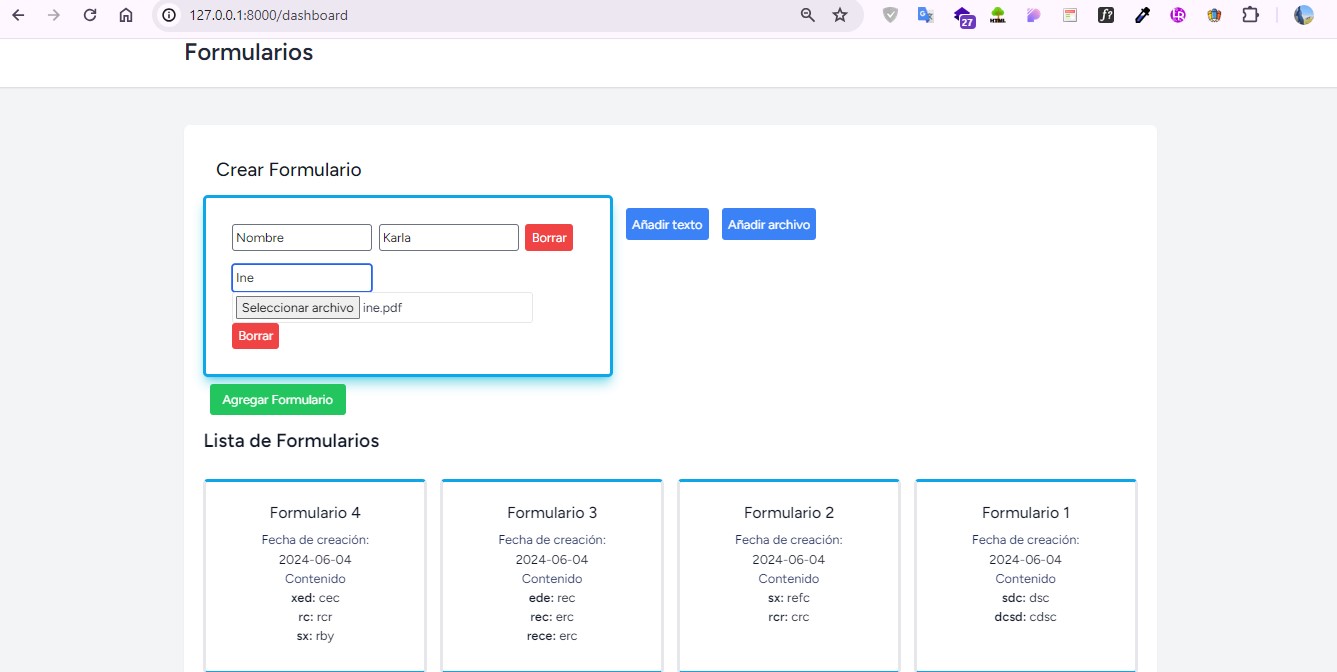 127.0.0.1:8000/dashboard
27
HTML
f?
LR
Formularios
Crear Formulario
Nombre Karla Borrar Añadir texto Añadir archivo
Ine
Seleccionar archivo ine.pdf
Borrar
Agregar Formulario
Lista de Formularios
Formulario 4
Fecha de creación:
2024-06-04
Contenido
xed: cec
rc: rcr
sx: rby
Formulario 3
Fecha de creación:
2024-06-04
Contenido
ede: rec
rec: erc
rece: erc
Formulario 2
Fecha de creación:
2024-06-04
Contenido
sx: refc
rcr: crc
Formulario 1
Fecha de creación:
2024-06-04
Contenido
sdc: dsc
dcsd: cdsc